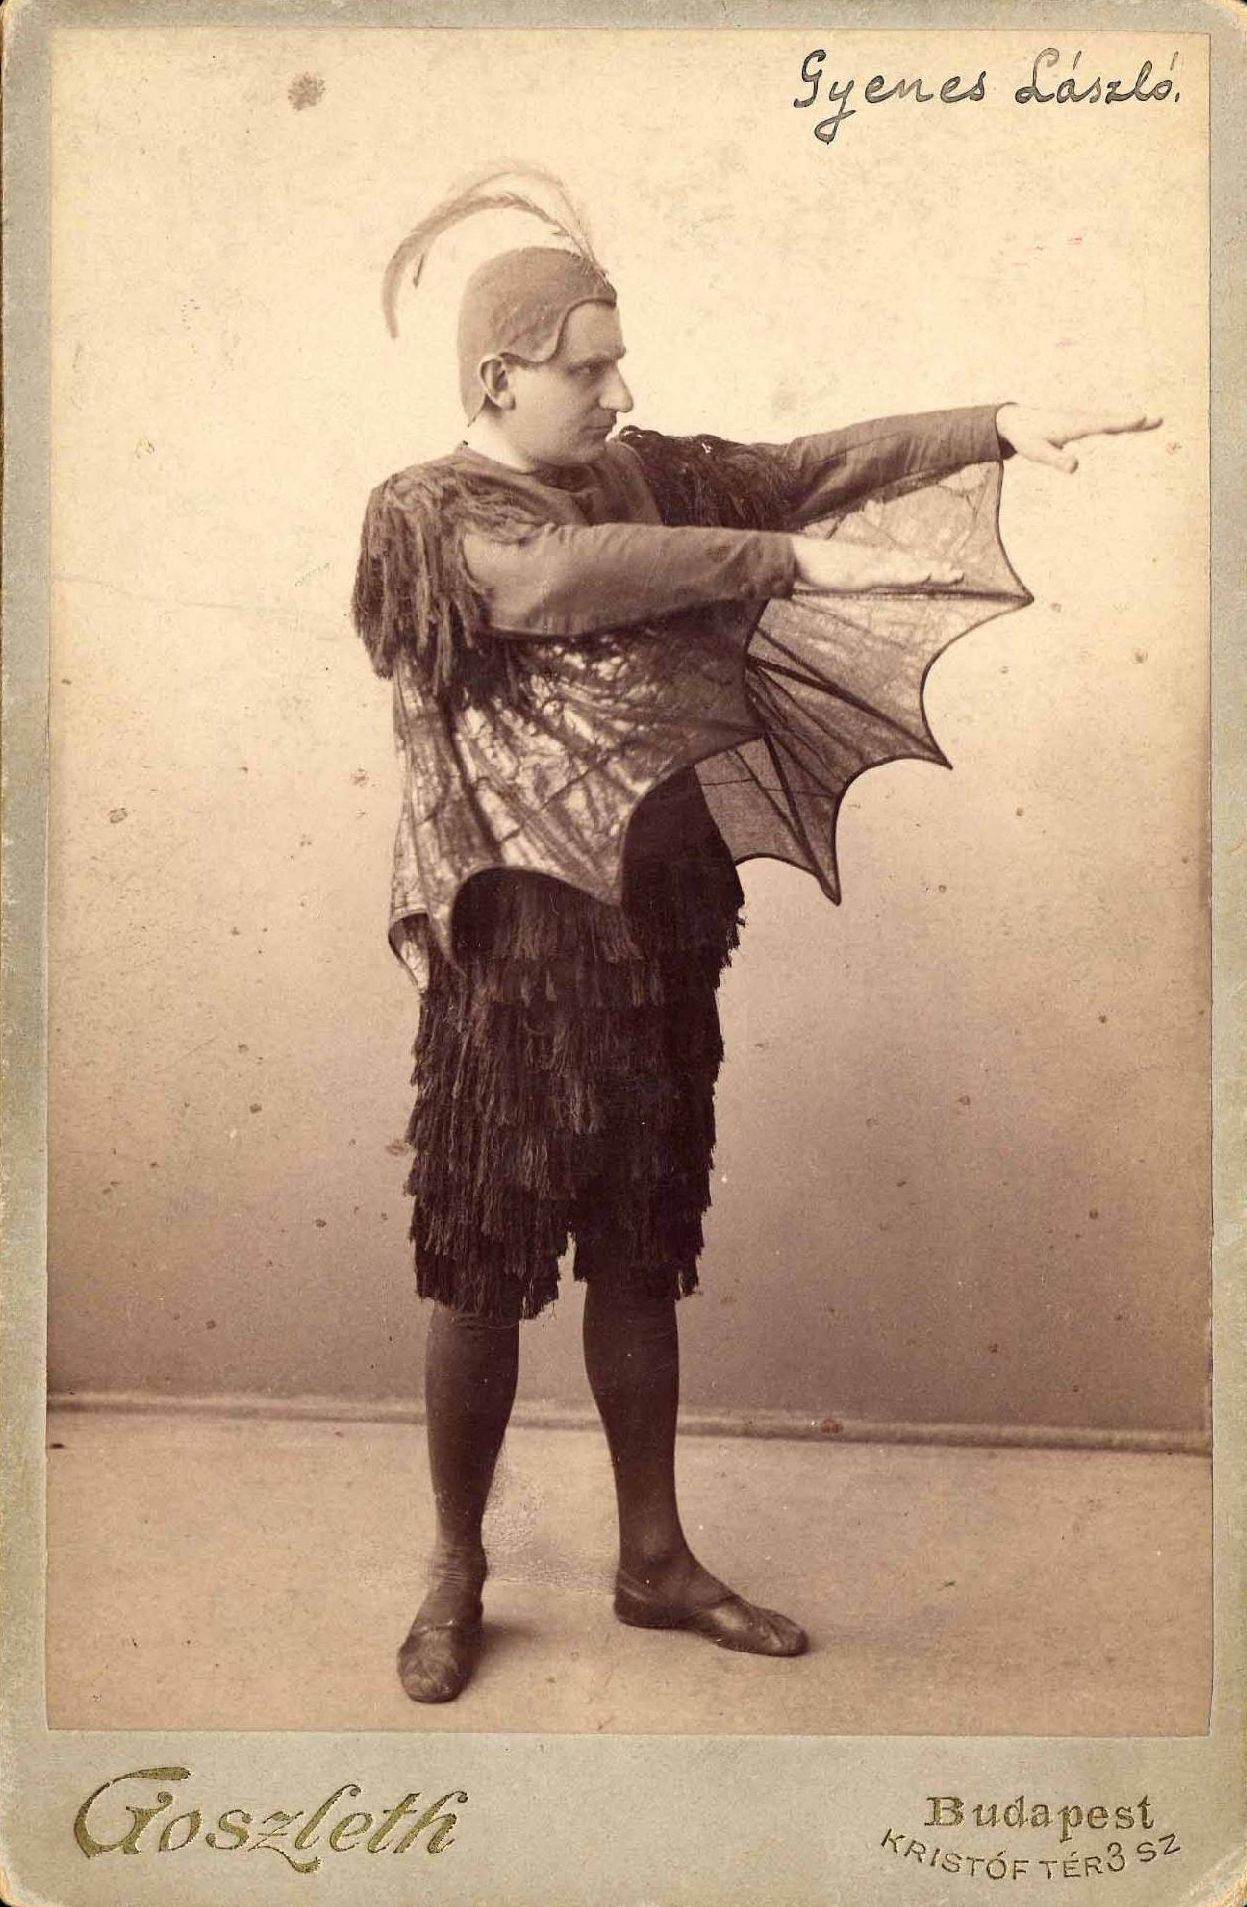 Gyenes László.
Goszleth
Budapest
KRISTÓF TÉR 3 SZ